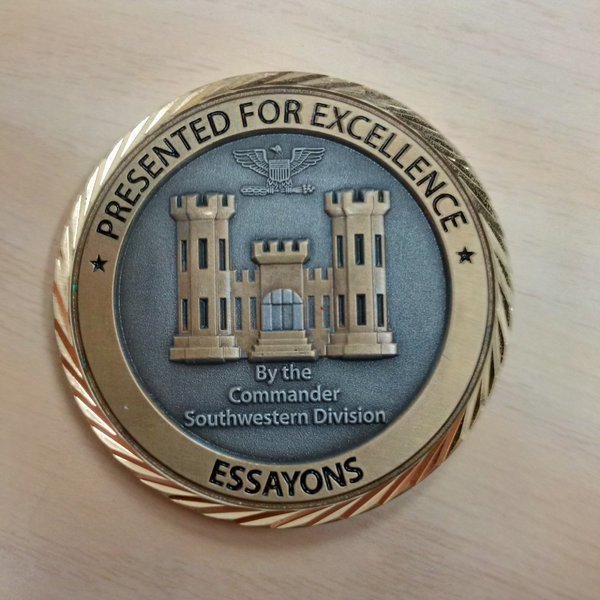 PRESENTED FOR EXCELLENCE
By the
Commander
Southwestern Division
ESSAYONS